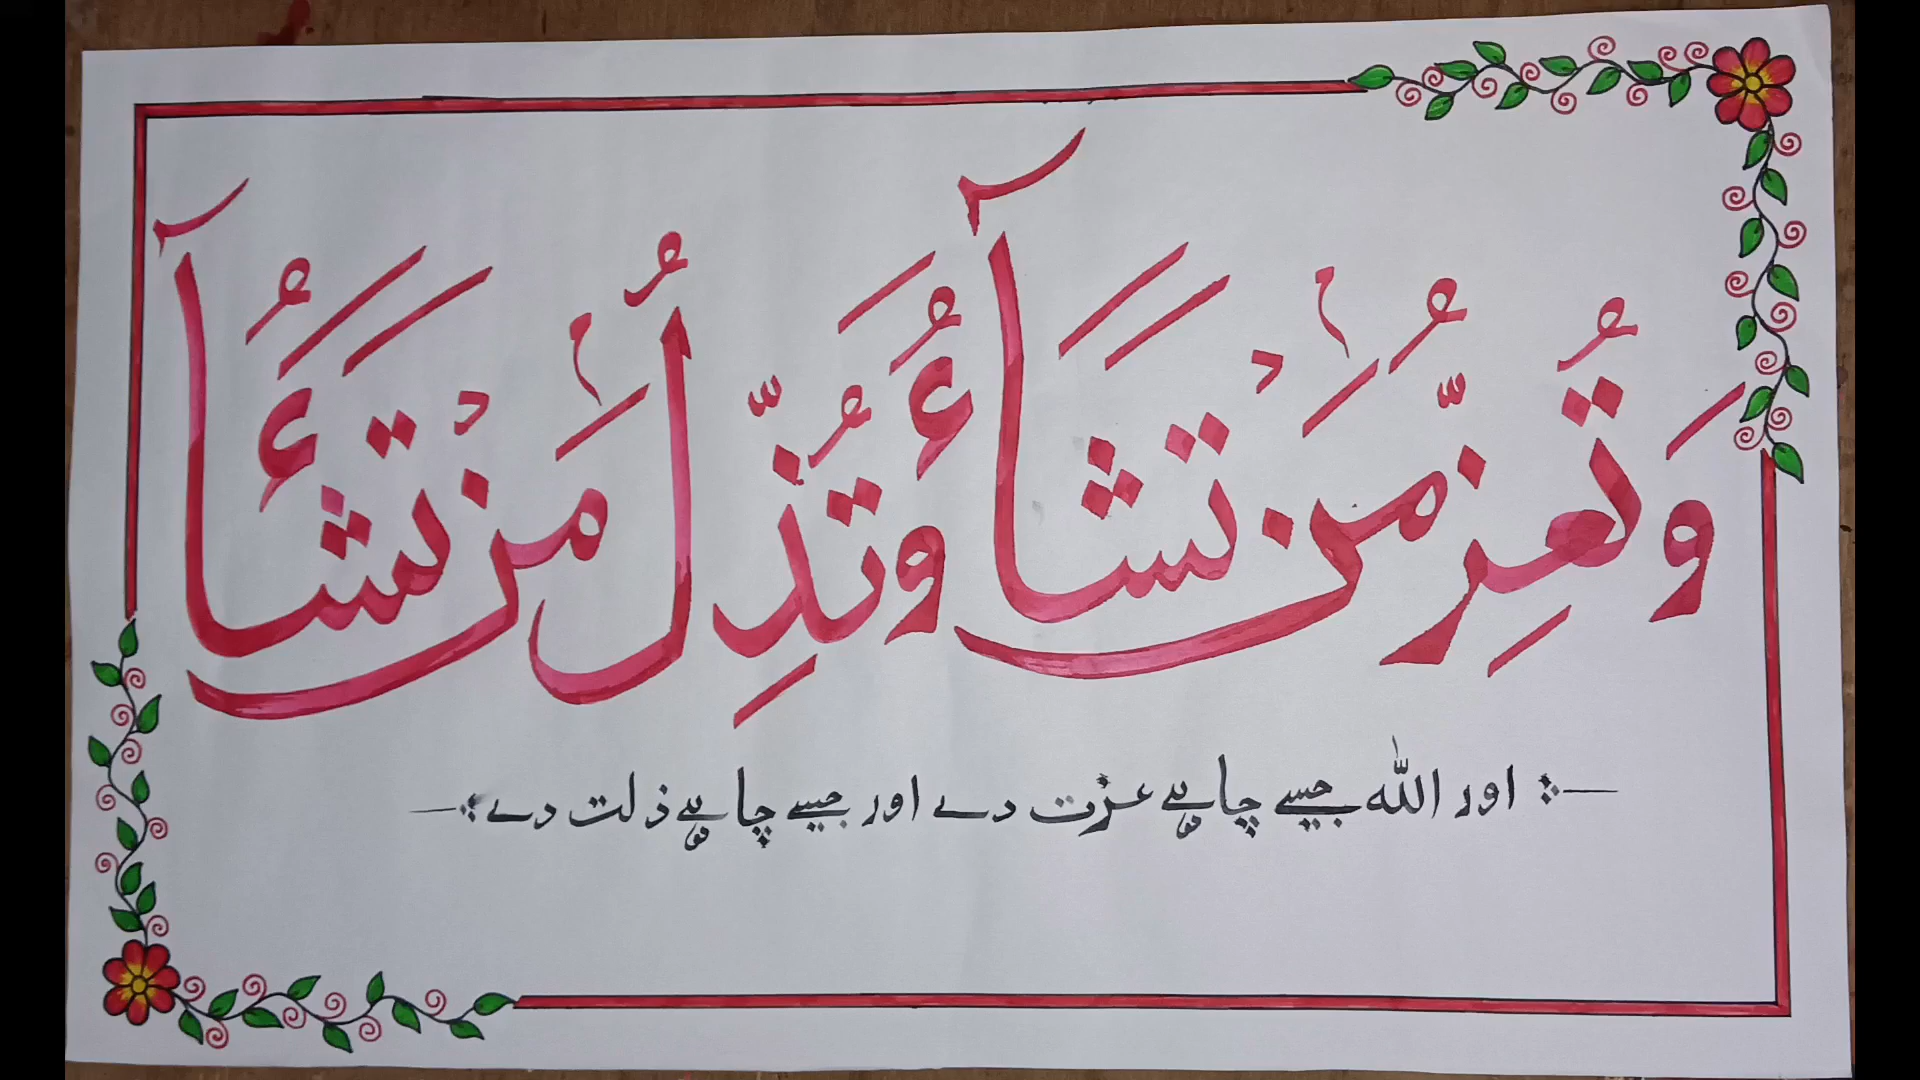 وَتُعِزُّ مَنْ تَشَآءُ وَتُذِلُّ مَنْ تَشَآءُ
اور اللہ جسے چاہے عزت دے اور جسے چاہے ذلت دے